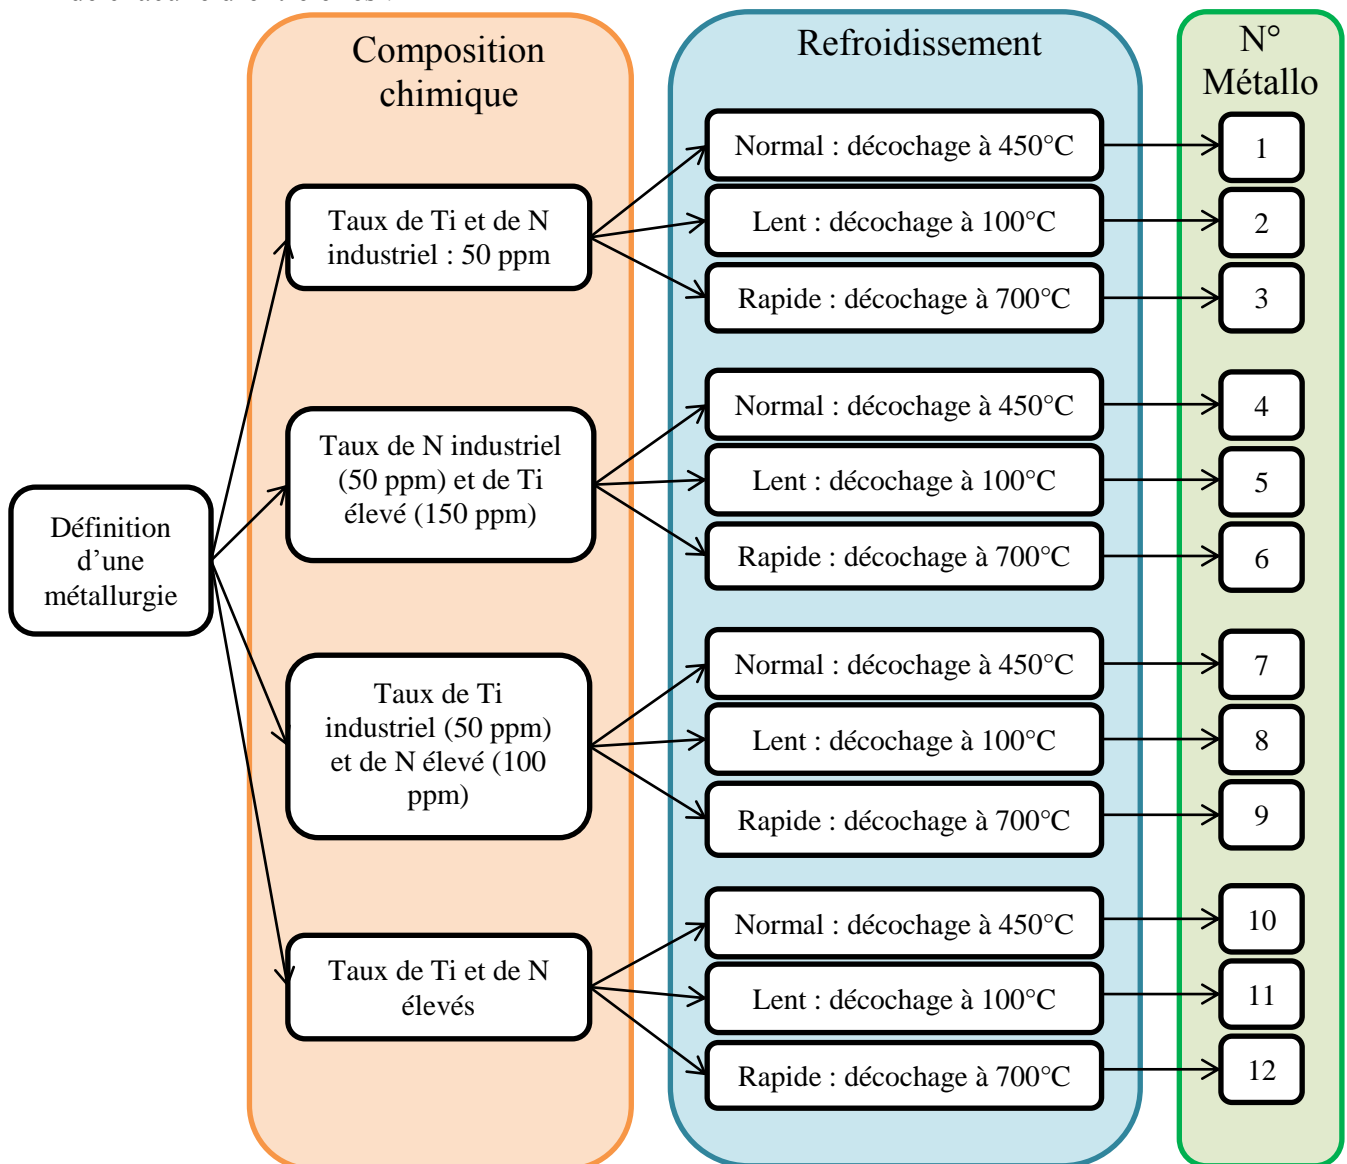 Composition
chimique
Refroidissement
N°
Métallo
Définition
d’une
métallurgie
Taux de Ti et de N
industriel : 50 ppm
Normal : décochage à 450°C
1
Lent : décochage à 100°C
2
Rapide : décochage à 700°C
3
Taux de N industriel
(50 ppm) et de Ti
élevé (150 ppm)
Normal : décochage à 450°C
4
Lent : décochage à 100°C
5
Rapide : décochage à 700°C
6
Taux de Ti
industriel (50 ppm)
et de N élevé (100
ppm)
Normal : décochage à 450°C
7
Lent : décochage à 100°C
8
Rapide : décochage à 700°C
9
Taux de Ti et de N
élevés
Normal : décochage à 450°C
10
Lent : décochage à 100°C
11
Rapide : décochage à 700°C
12